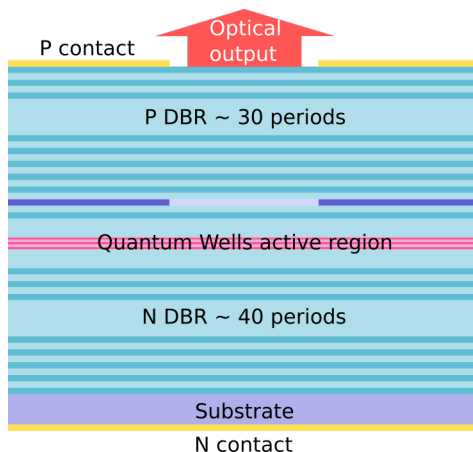 P contact
Optical
output
P DBR ~ 30 periods
Quantum Wells active region
N DBR ~ 40 periods
Substrate
N contact